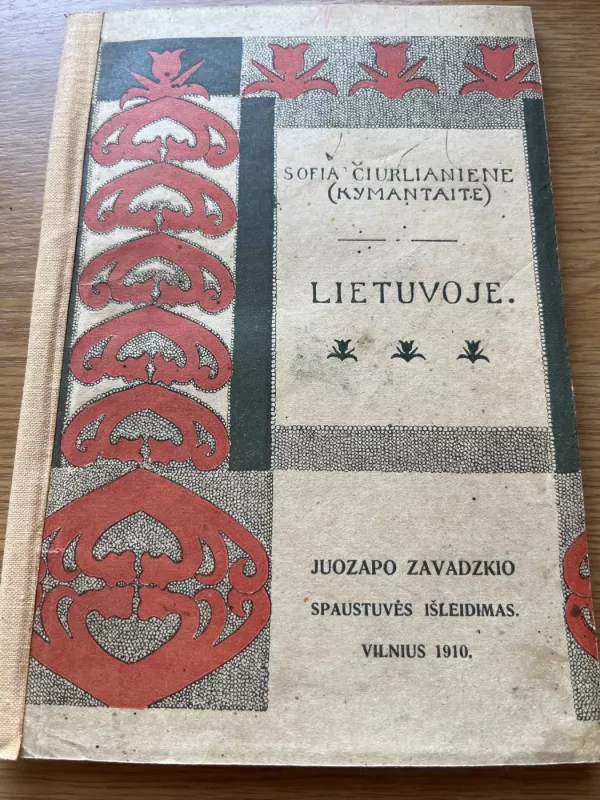 SOFIA ČIURLIANIENE
(KYMANTAITE)
LIETUVOJE.
JUOZAPO ZAVADZKIO
SPAUSTUVĖS IŠLEIDIMAS.
VILNIUS 1910.